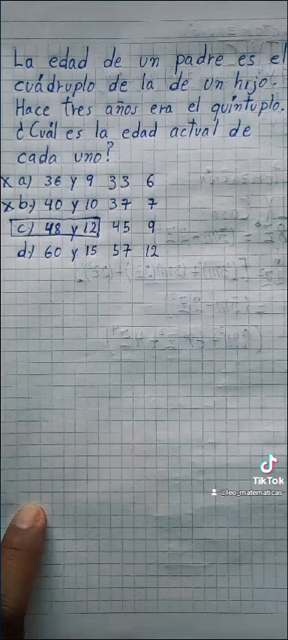 La edad de un padre es el
cuádruplo de la de un hijo.
Hace tres años era el quíntuplo.
¿Cuál es la edad actual de
cada uno?
x a) 36 y 9 33 6
x b) 40 y 10 37 7
c) 48 y 12 45 9
d) 60 y 15 57 12
TikTok
leo_matematicas